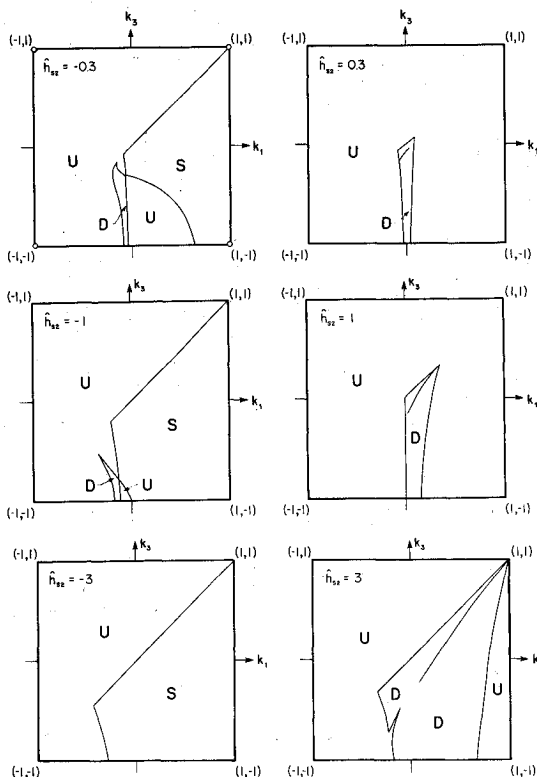 (-1,1) k₃ (1,1)
ĥₛ₂ = -0.3
U S k₁
D U
(-1,-1) (1,-1)
(-1,1) k₃ (1,1)
ĥₛ₂ = 0.3
U k₁
D
(-1,-1) (1,-1)
(-1,1) k₃ (1,1)
ĥₛ₂ = -1
U k₁
S
D U
(-1,-1) (1,-1)
(-1,1) k₃ (1,1)
ĥₛ₂ = 1
U k₁
D
(-1,-1) (1,-1)
(-1,1) k₃ (1,1)
ĥₛ₂ = -3
U k₁
S
(-1,-1) (1,-1)
(-1,1) k₃ (1,1)
ĥₛ₂ = 3
U k₁
D U
D
(-1,-1) (1,-1)